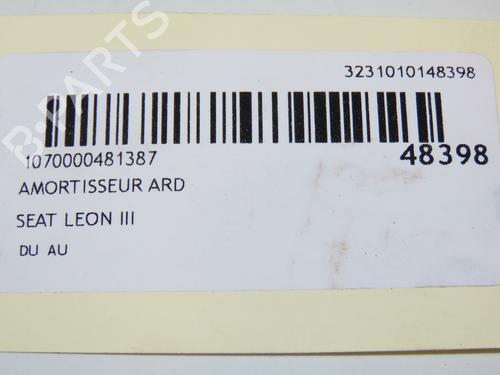 B-PARTS
3231010148398
1070000481387
48398
AMORTISSEUR ARD
SEAT LEON III
DU AU